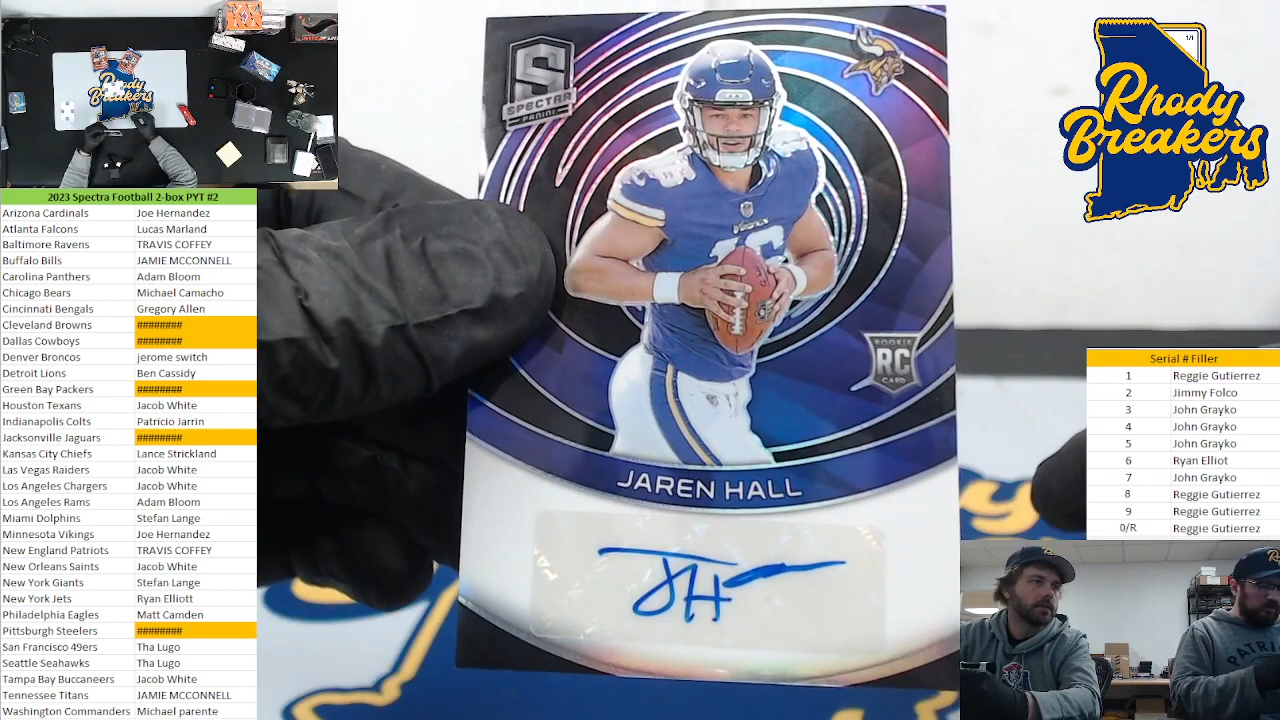 Rhody
Breakers
2023 Spectra Football 2-box PYT #2
Arizona Cardinals Joe Hernandez
Atlanta Falcons Lucas Marland
Baltimore Ravens TRAVIS COFFEY
Buffalo Bills JAMIE MCCONNELL
Carolina Panthers Adam Bloom
Chicago Bears Michael Camacho
Cincinnati Bengals Gregory Allen
Cleveland Browns ########
Dallas Cowboys ########
Denver Broncos jerome switch
Detroit Lions Ben Cassidy
Green Bay Packers ########
Houston Texans Jacob White
Indianapolis Colts Patricio Jarrin
Jacksonville Jaguars ########
Kansas City Chiefs Lance Strickland
Las Vegas Raiders Jacob White
Los Angeles Chargers Jacob White
Los Angeles Rams Adam Bloom
Miami Dolphins Stefan Lange
Minnesota Vikings Joe Hernandez
New England Patriots TRAVIS COFFEY
New Orleans Saints Jacob White
New York Giants Stefan Lange
New York Jets Ryan Elliott
Philadelphia Eagles Matt Camden
Pittsburgh Steelers ########
San Francisco 49ers Tha Lugo
Seattle Seahawks Tha Lugo
Tampa Bay Buccaneers Jacob White
Tennessee Titans JAMIE MCCONNELL
Washington Commanders Michael parente
S
SPECTRA
PANINI
16
ROOKIE
RC
CARD
JAREN HALL
JH
1/1
Rhody
Breakers
Serial # Filler
1 Reggie Gutierrez
2 Jimmy Folco
3 John Grayko
4 John Grayko
5 John Grayko
6 Ryan Elliot
7 John Grayko
8 Reggie Gutierrez
9 Reggie Gutierrez
0/R Reggie Gutierrez